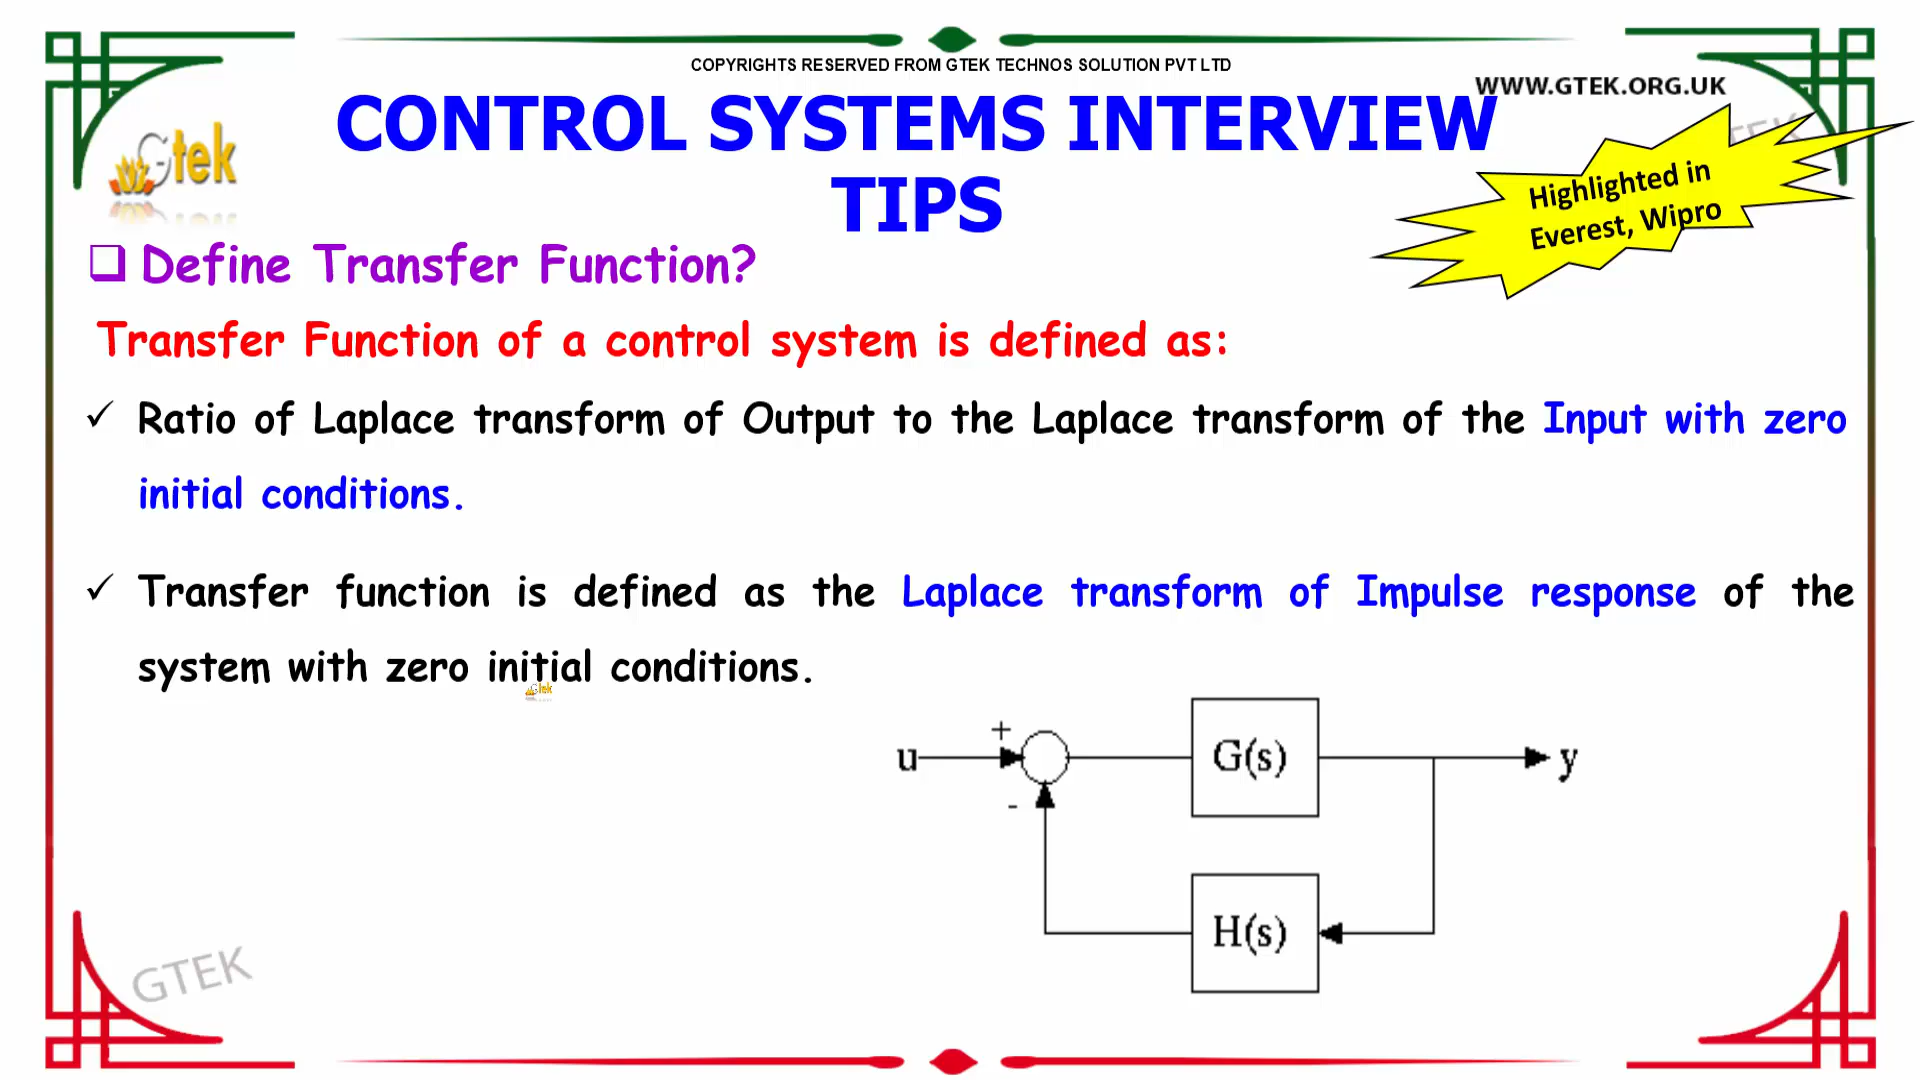 COPYRIGHTS RESERVED FROM GTEK TECHNOS SOLUTION PVT LTD
WWW.GTEK.ORG.UK
Gtek
CONTROL SYSTEMS INTERVIEW
TIPS
TEK
Highlighted in
Everest, Wipro
Define Transfer Function?
Transfer Function of a control system is defined as:
Ratio of Laplace transform of Output to the Laplace transform of the Input with zero
initial conditions.
Transfer function is defined as the Laplace transform of Impulse response of the
system with zero initial conditions.
Gtek
+
u
G(s)
y
-
H(s)
GTEK